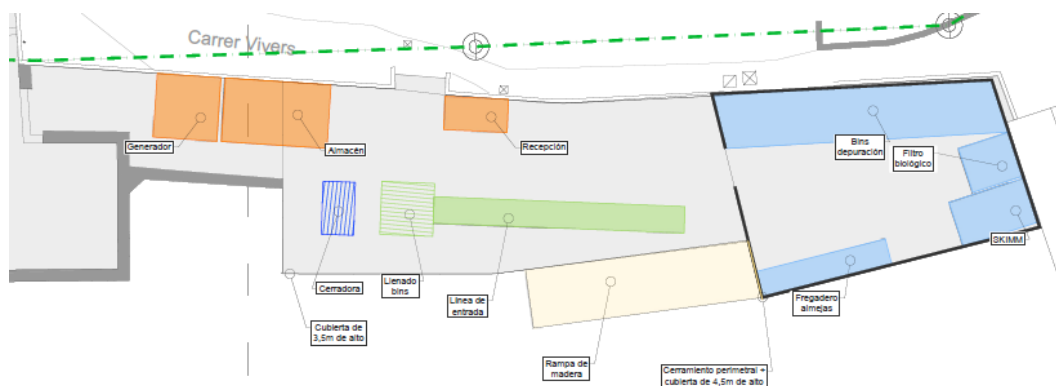 Carrer Vivers
Generador
Almacén
Recepción
Bins
depuración
Filtro
biológico
SKIMM
Cerradora
Llenado
bins
Línea de
entrada
Fregadero
almejas
Cubierta de
3,5m de alto
Rampa de
madera
Cerramiento perimetral +
cubierta de 4,5m de alto